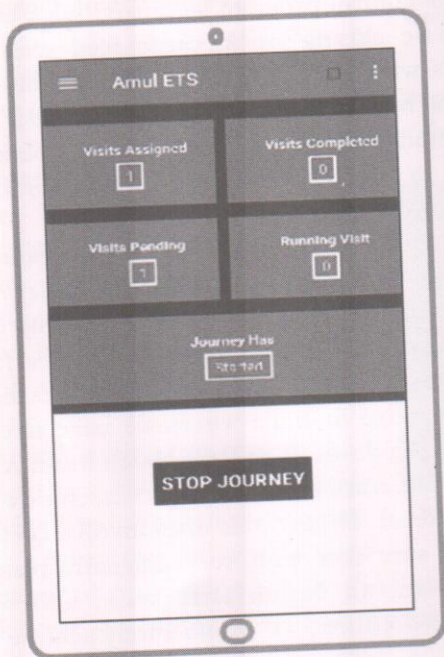 Amul ETS
Visits Assigned
1
Visits Completed
0
Visits Pending
1
Running Visit
0
Journey Has
Started
STOP JOURNEY